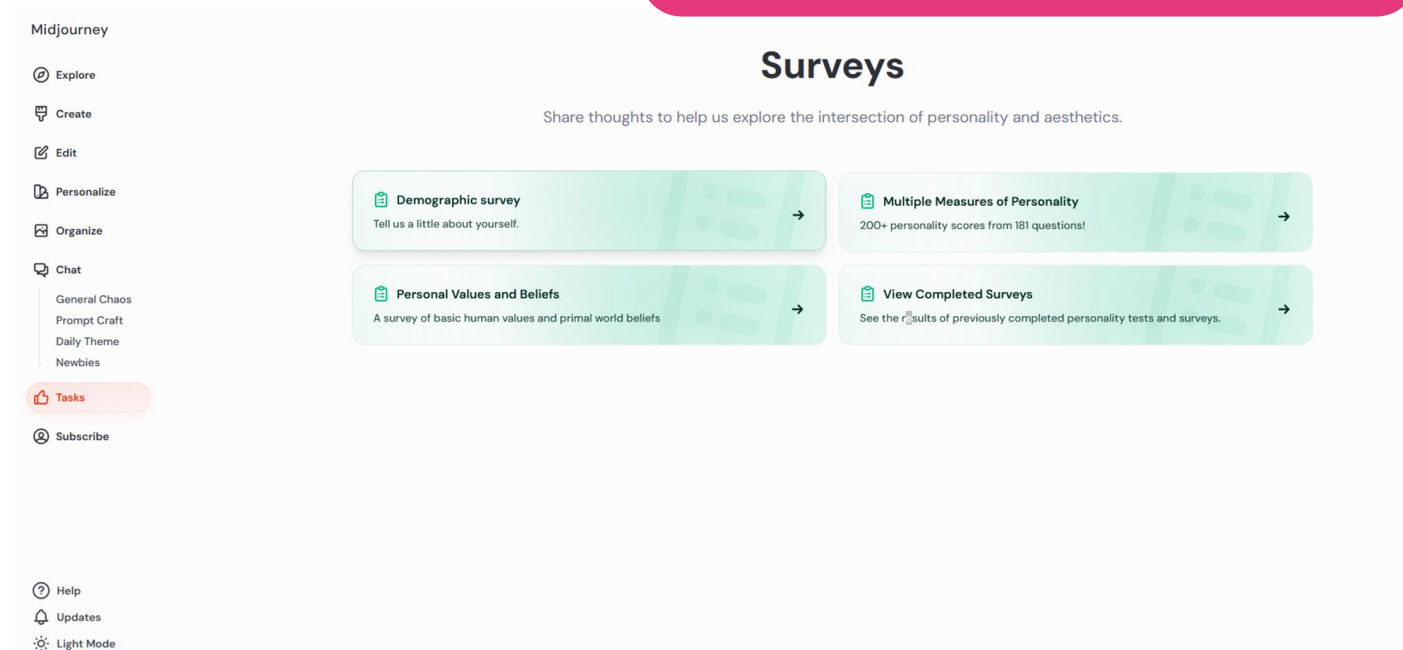 Midjourney
Explore
Create
Edit
Personalize
Organize
Chat
General Chaos
Prompt Craft
Daily Theme
Newbies
Tasks
Subscribe
Help
Updates
Light Mode
Surveys
Share thoughts to help us explore the intersection of personality and aesthetics.
Demographic survey
Tell us a little about yourself.
Multiple Measures of Personality
200+ personality scores from 181 questions!
Personal Values and Beliefs
A survey of basic human values and primal world beliefs
View Completed Surveys
See the results of previously completed personality tests and surveys.